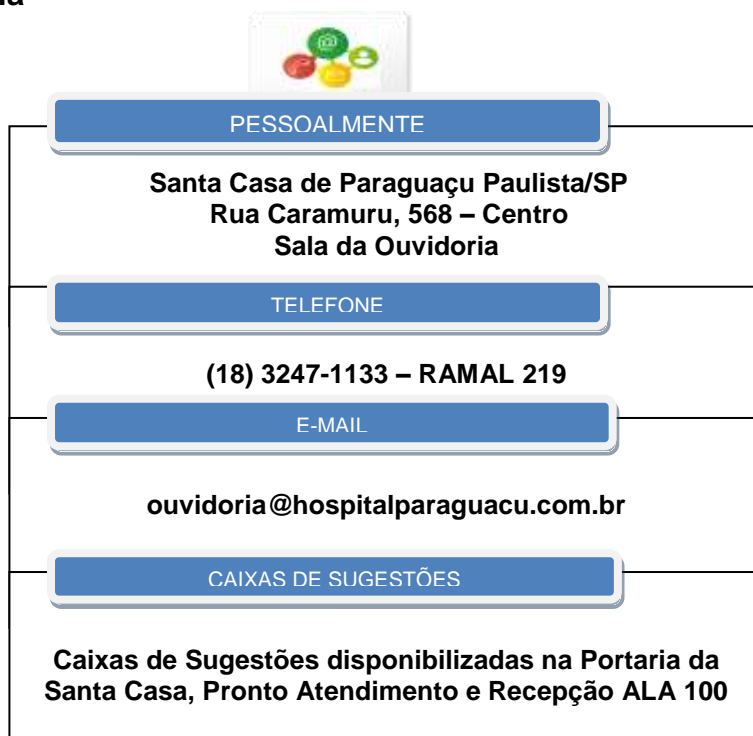 PESSOALMENTE
Santa Casa de Paraguaçu Paulista/SP
Rua Caramuru, 568 – Centro
Sala da Ouvidoria
TELEFONE
(18) 3247-1133 – RAMAL 219
E-MAIL
ouvidoria@hospitalparaguacu.com.br
CAIXAS DE SUGESTÕES
Caixas de Sugestões disponibilizadas na Portaria da
Santa Casa, Pronto Atendimento e Recepção ALA 100